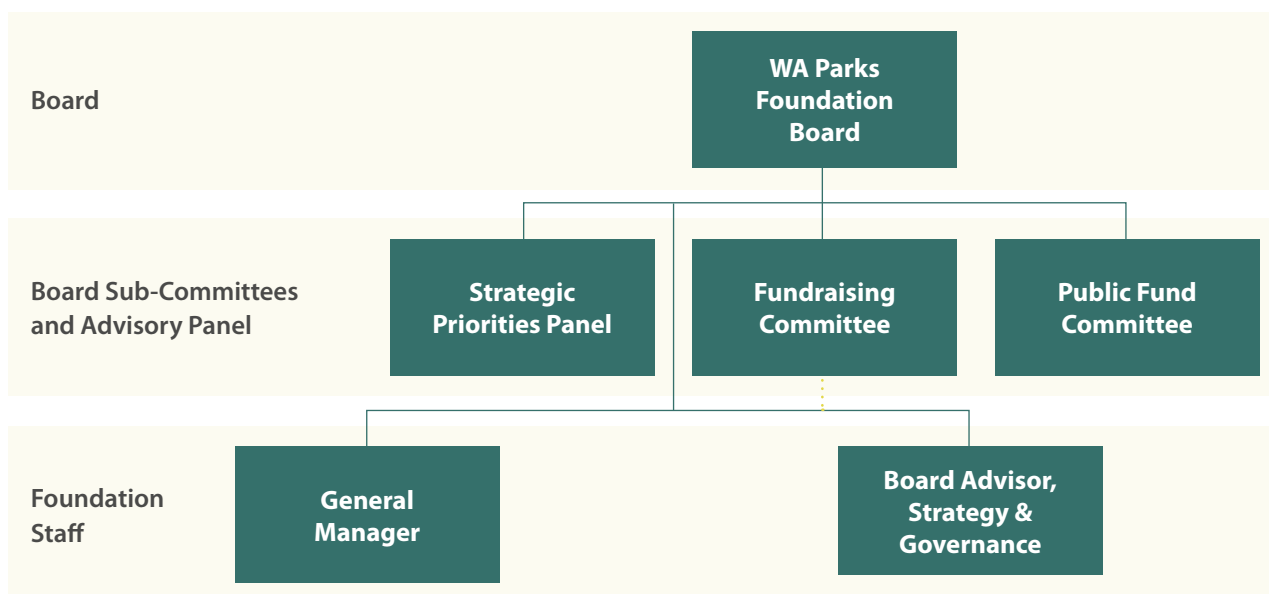 Board
WA Parks
Foundation
Board
Board Sub-Committees
and Advisory Panel
Strategic
Priorities Panel
Fundraising
Committee
Public Fund
Committee
Foundation
Staff
General
Manager
Board Advisor,
Strategy &
Governance